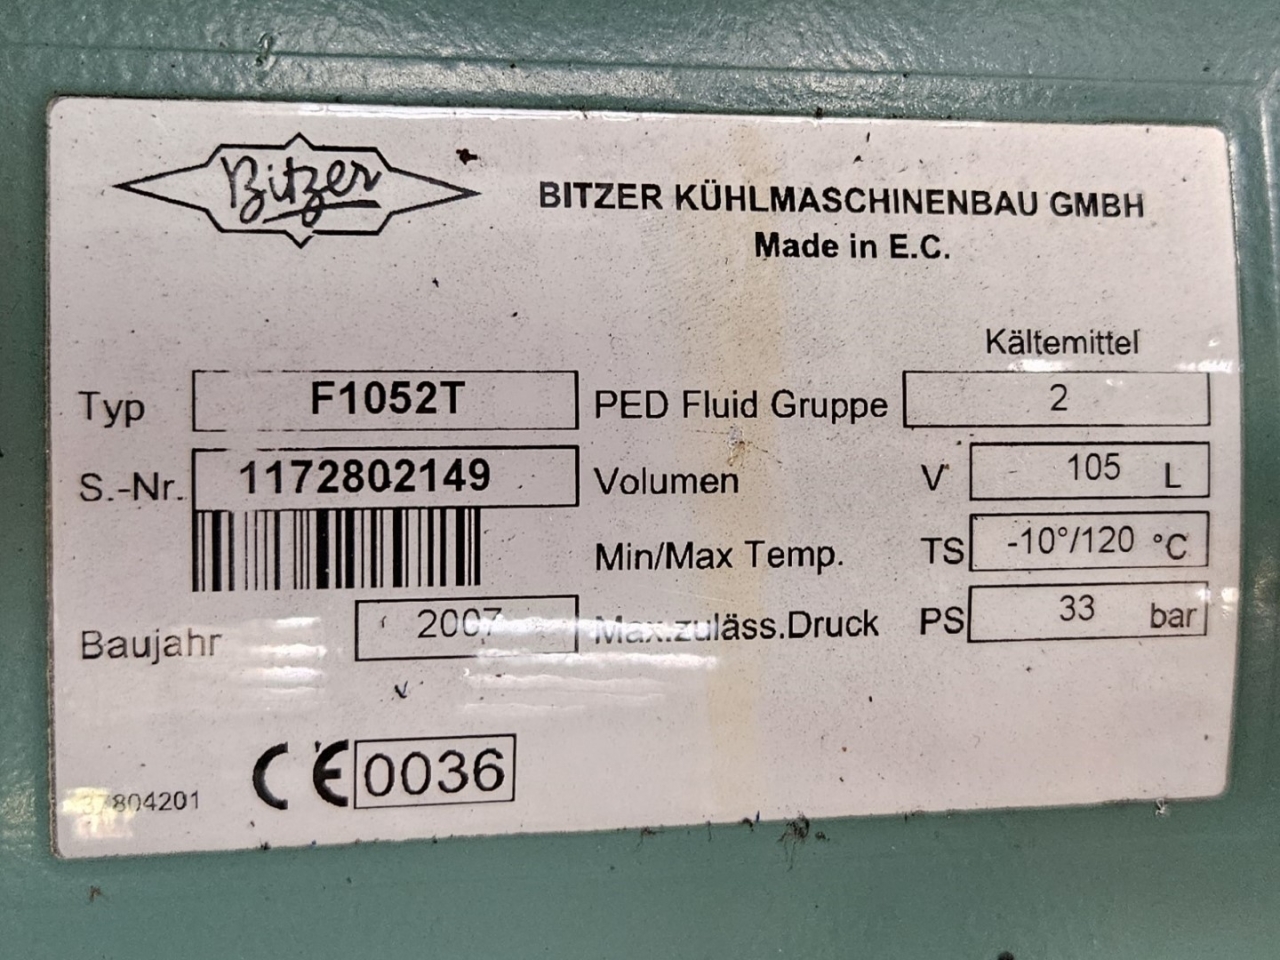 Bitzer
BITZER KÜHLMASCHINENBAU GMBH
Made in E.C.
Kältemittel
Typ F1052T PED Fluid Gruppe 2
S.-Nr. 1172802149 Volumen V 105 L
Min/Max Temp. TS -10°/120 °C
Baujahr 2007 Max.zuläss.Druck PS 33 bar
CE 0036
37804201